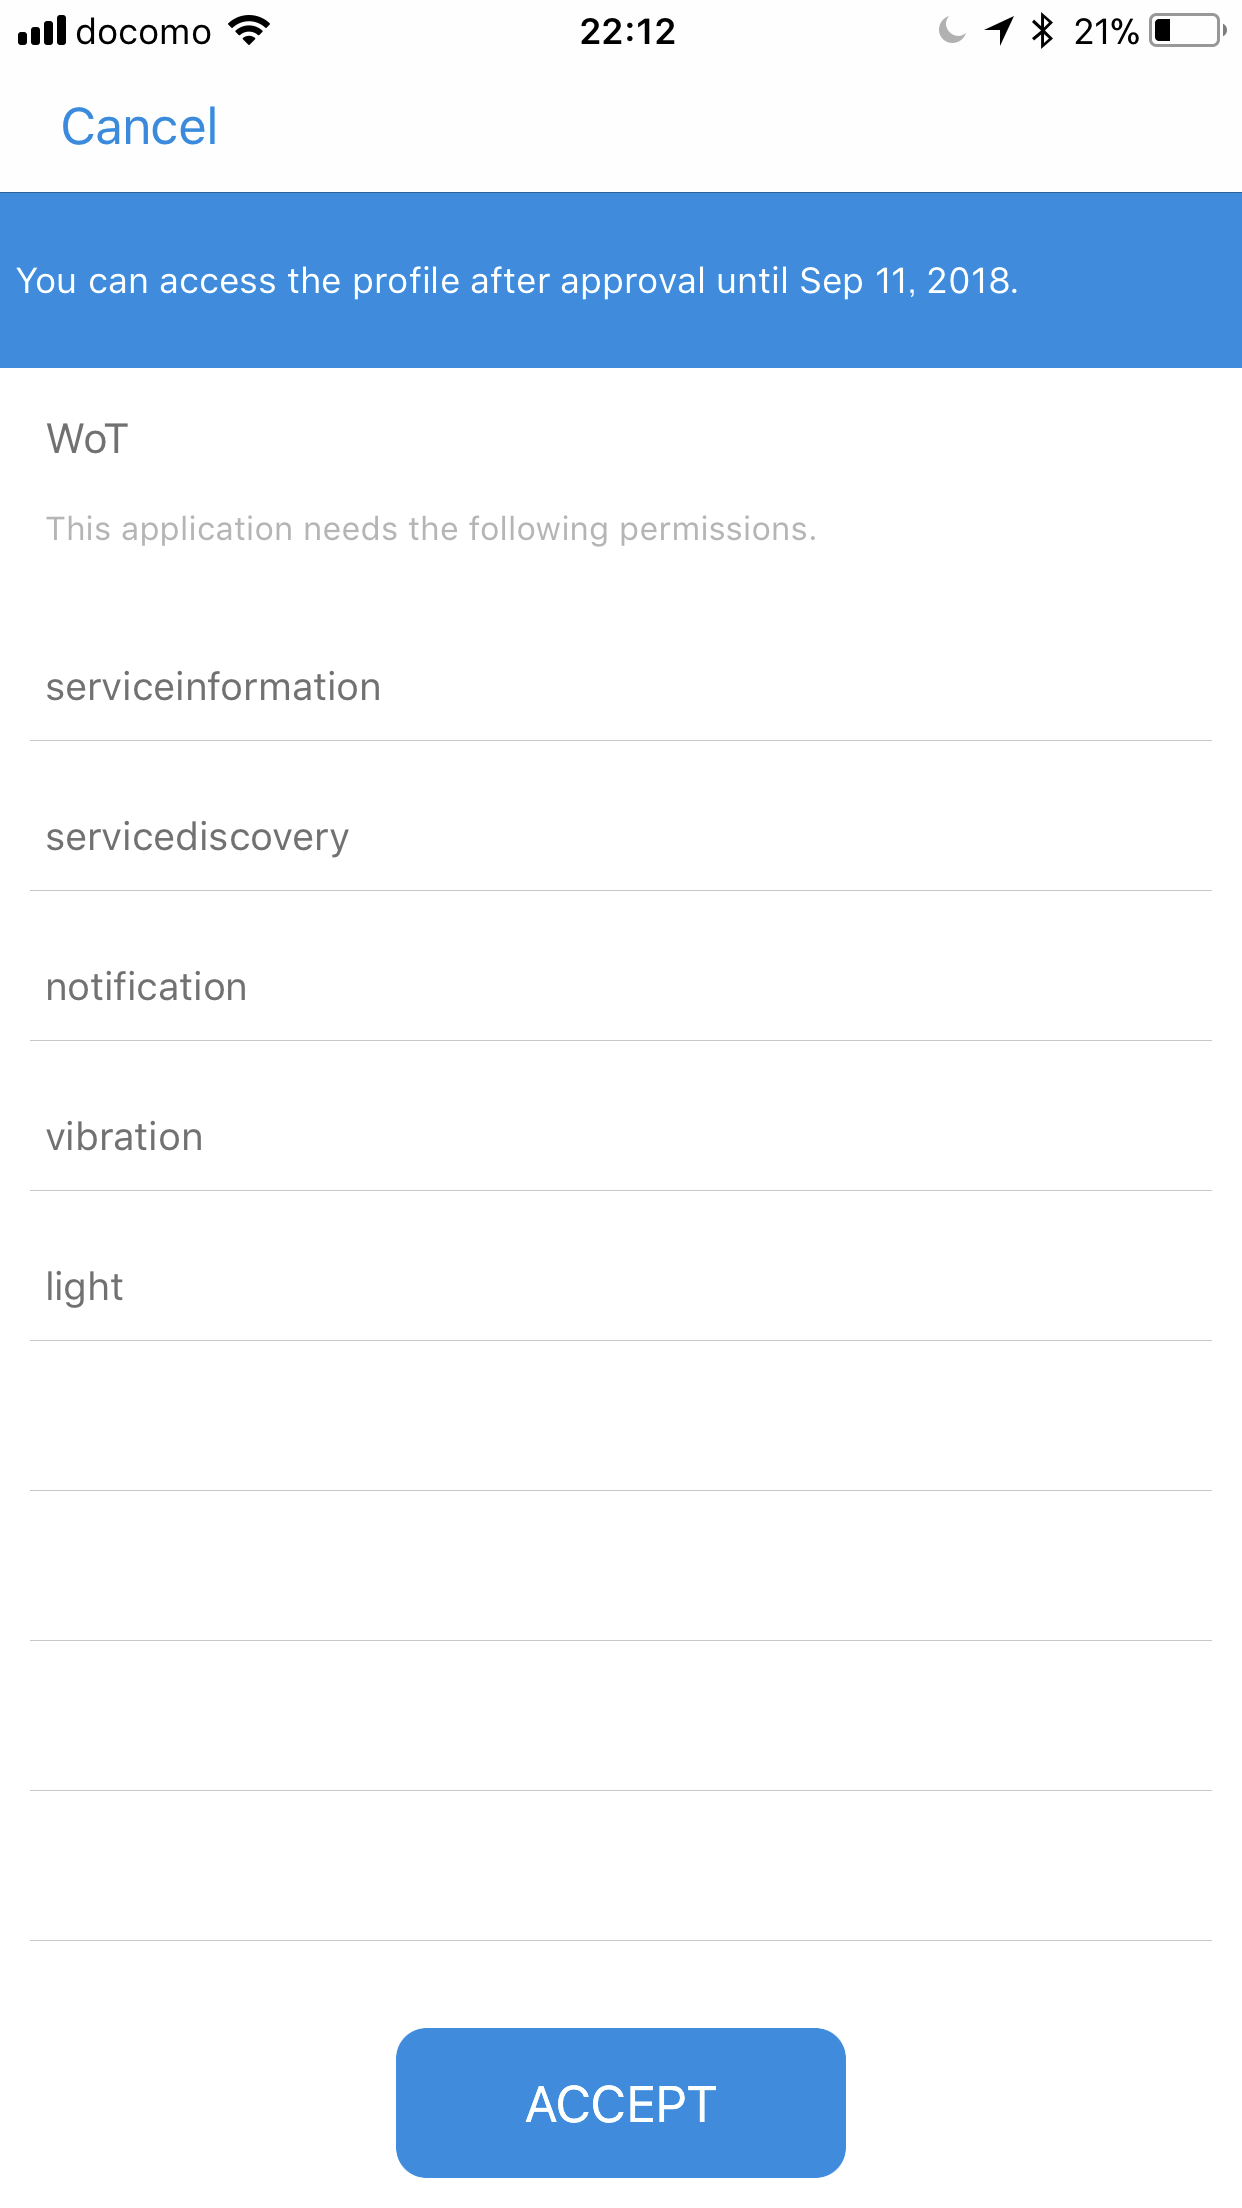 docomo 22:12 21%
Cancel
You can access the profile after approval until Sep 11, 2018.
WoT
This application needs the following permissions.
serviceinformation
servicediscovery
notification
vibration
light
ACCEPT